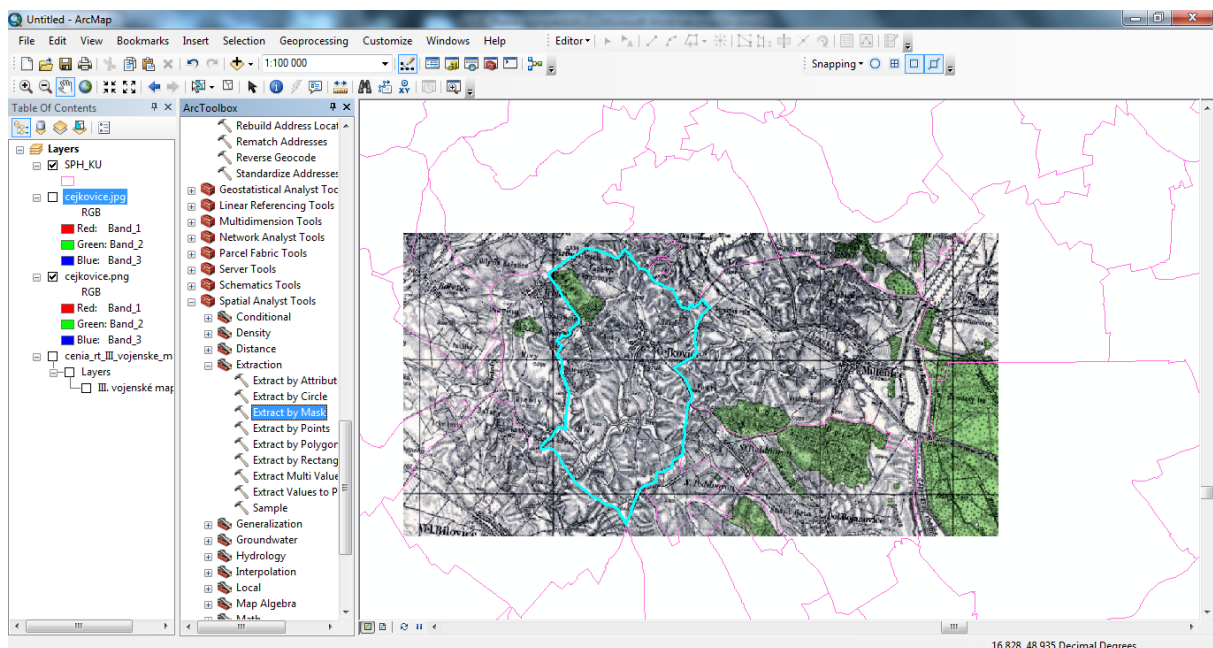 Untitled - ArcMap
File Edit View Bookmarks Insert Selection Geoprocessing Customize Windows Help
Editor
1:100 000
Snapping
Table Of Contents
Layers
SPH_KU
cejkovice.jpg
RGB
Red: Band_1
Green: Band_2
Blue: Band_3
cejkovice.png
RGB
Red: Band_1
Green: Band_2
Blue: Band_3
cenia_rt_III_vojenske_m
Layers
III. vojenské map
ArcToolbox
Rebuild Address Locat
Rematch Addresses
Reverse Geocode
Standardize Addresses
Geostatistical Analyst Toc
Linear Referencing Tools
Multidimension Tools
Network Analyst Tools
Parcel Fabric Tools
Server Tools
Schematics Tools
Spatial Analyst Tools
Conditional
Density
Distance
Extraction
Extract by Attribut
Extract by Circle
Extract by Mask
Extract by Points
Extract by Polygor
Extract by Rectang
Extract Multi Value
Extract Values to P
Sample
Generalization
Groundwater
Hydrology
Interpolation
Local
Map Algebra
Math
16,828 48,935 Decimal Degrees